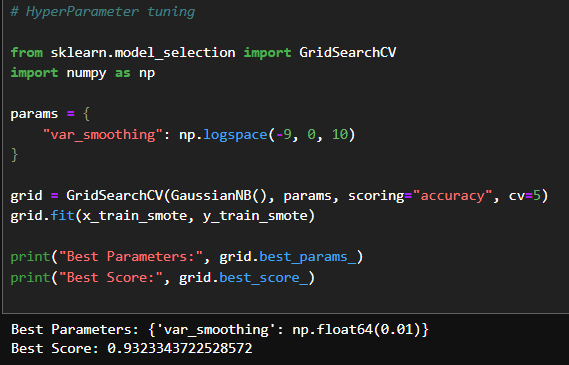 # HyperParameter tuning
from sklearn.model_selection import GridSearchCV
import numpy as np
params = {
    "var_smoothing": np.logspace(-9, 0, 10)
}
grid = GridSearchCV(GaussianNB(), params, scoring="accuracy", cv=5)
grid.fit(x_train_smote, y_train_smote)
print("Best Parameters:", grid.best_params_)
print("Best Score:", grid.best_score_)
Best Parameters: {'var_smoothing': np.float64(0.01)}
Best Score: 0.9323343722528572